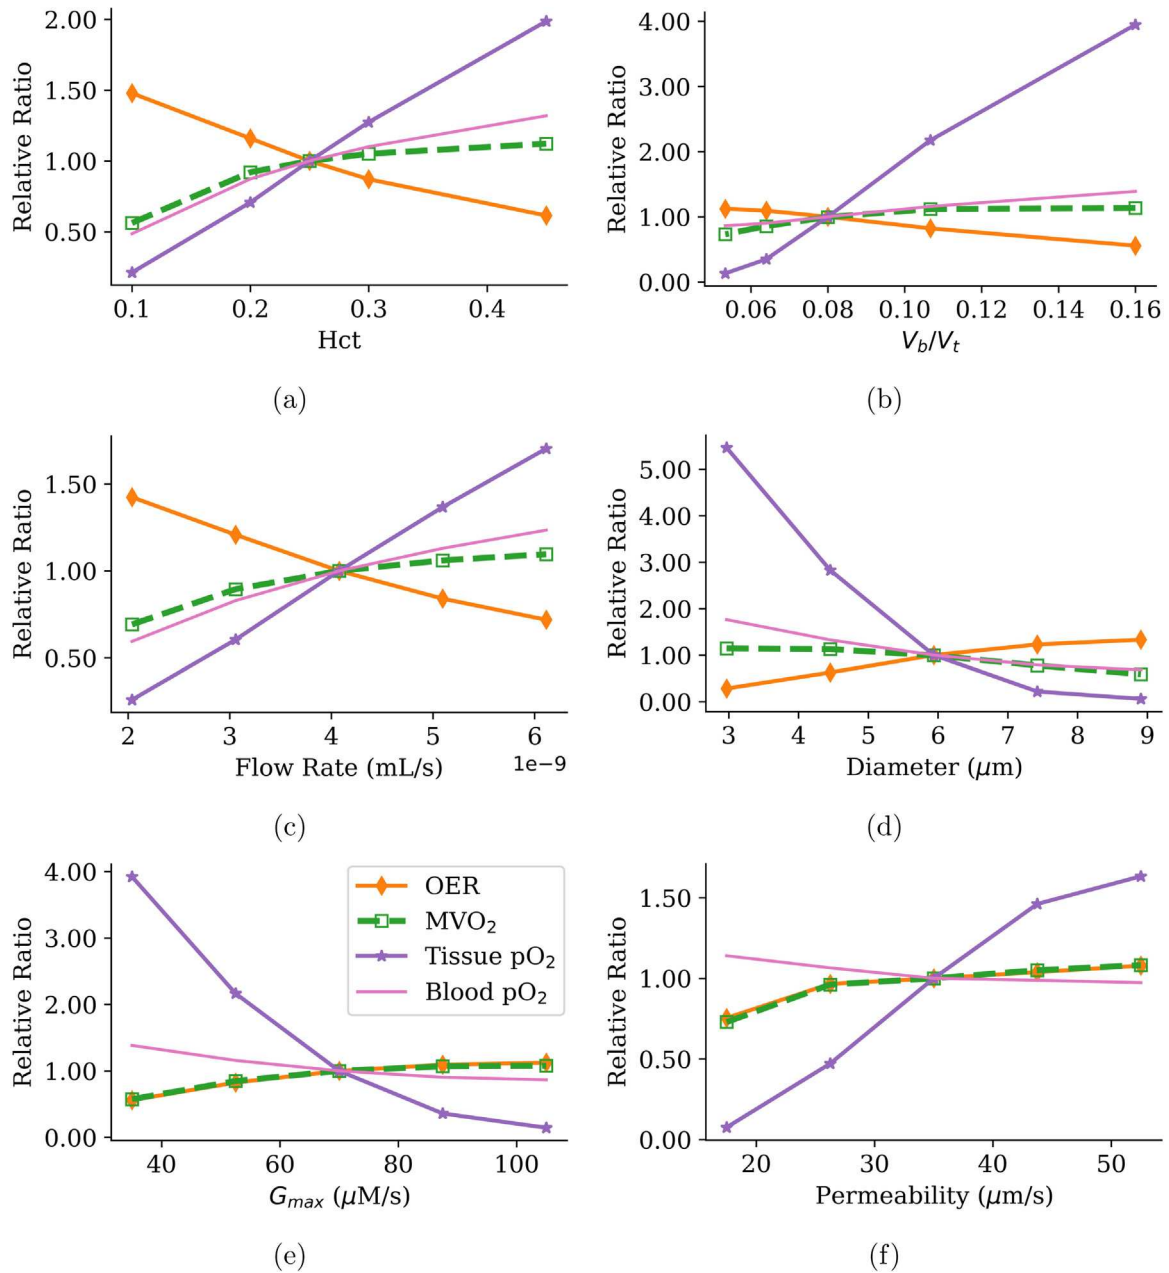 2.00
1.50
1.00
0.50
Relative Ratio
0.1 0.2 0.3 0.4
Hct
(a)
4.00
3.00
2.00
1.00
0.00
Relative Ratio
0.06 0.08 0.10 0.12 0.14 0.16
V_b/V_t
(b)
1.50
1.00
0.50
Relative Ratio
2 3 4 5 6
Flow Rate (mL/s) 1e−9
(c)
5.00
4.00
3.00
2.00
1.00
0.00
Relative Ratio
3 4 5 6 7 8 9
Diameter (μm)
(d)
4.00
3.00
2.00
1.00
0.00
Relative Ratio
OER
MVO₂
Tissue pO₂
Blood pO₂
40 60 80 100
G_max (μM/s)
(e)
1.50
1.00
0.50
0.00
Relative Ratio
20 30 40 50
Permeability (μm/s)
(f)